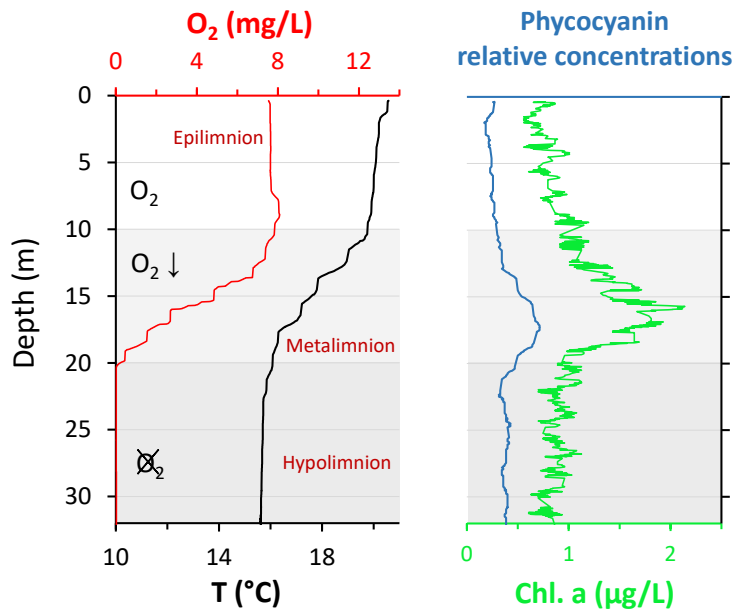 O₂ (mg/L)
0 4 8 12
Phycocyanin
relative concentrations
Depth (m)
0
5
10
15
20
25
30
Epilimnion
O₂
O₂ ↓
Metalimnion
O₂
Hypolimnion
10 14 18
T (°C)
0 1 2
Chl. a (µg/L)